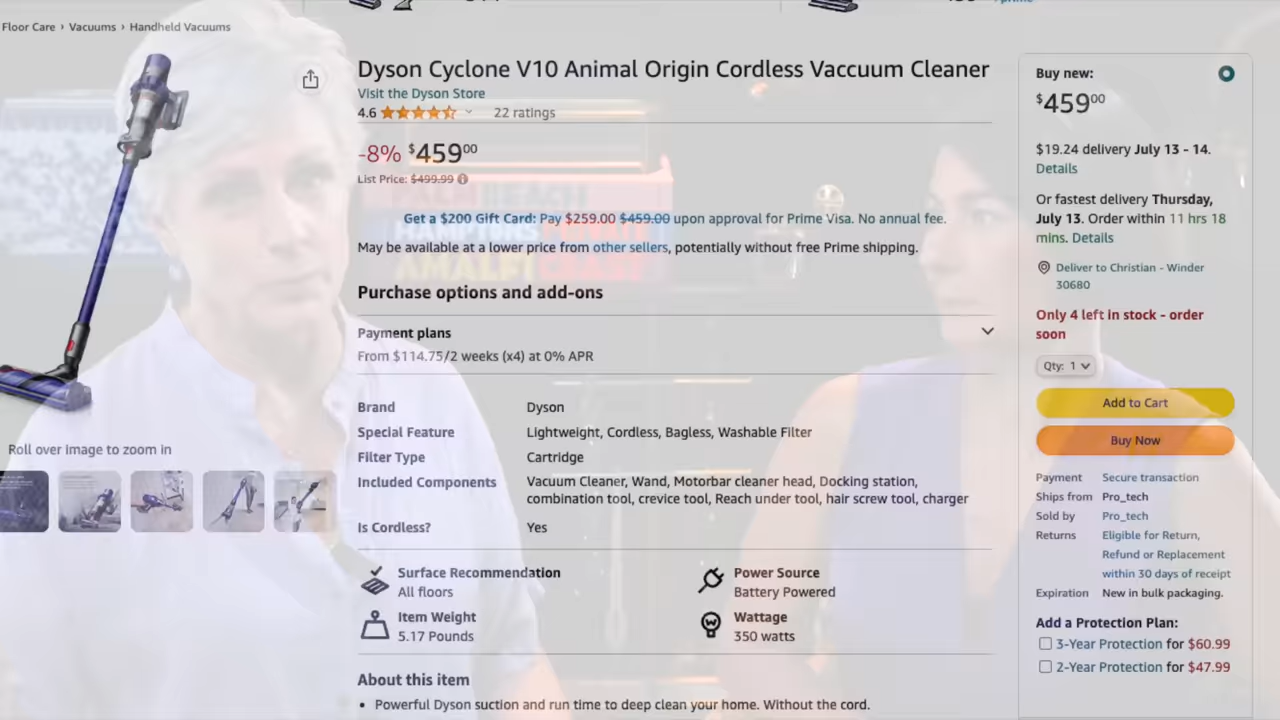 Floor Care › Vacuums › Handheld Vacuums
Dyson Cyclone V10 Animal Origin Cordless Vaccuum Cleaner
Visit the Dyson Store
4.6 22 ratings
-8% $459 00
List Price: $499.99
Get a $200 Gift Card: Pay $259.00 $459.00 upon approval for Prime Visa. No annual fee.
May be available at a lower price from other sellers, potentially without free Prime shipping.
Purchase options and add-ons
Payment plans
From $114.75/2 weeks (x4) at 0% APR
Brand Dyson
Special Feature Lightweight, Cordless, Bagless, Washable Filter
Filter Type Cartridge
Included Components Vacuum Cleaner, Wand, Motorbar cleaner head, Docking station,
combination tool, crevice tool, Reach under tool, hair screw tool, charger
Is Cordless? Yes
Surface Recommendation
All floors
Power Source
Battery Powered
Item Weight
5.17 Pounds
Wattage
350 watts
About this item
• Powerful Dyson suction and run time to deep clean your home. Without the cord.
Roll over image to zoom in
Buy new:
$459 00
$19.24 delivery July 13 - 14.
Details
Or fastest delivery Thursday,
July 13. Order within 11 hrs 18
mins. Details
Deliver to Christian - Winder
30680
Only 4 left in stock - order
soon
Qty: 1
Add to Cart
Buy Now
Payment Secure transaction
Ships from Pro_tech
Sold by Pro_tech
Returns Eligible for Return,
Refund or Replacement
within 30 days of receipt
Expiration New in bulk packaging.
Add a Protection Plan:
3-Year Protection for $60.99
2-Year Protection for $47.99